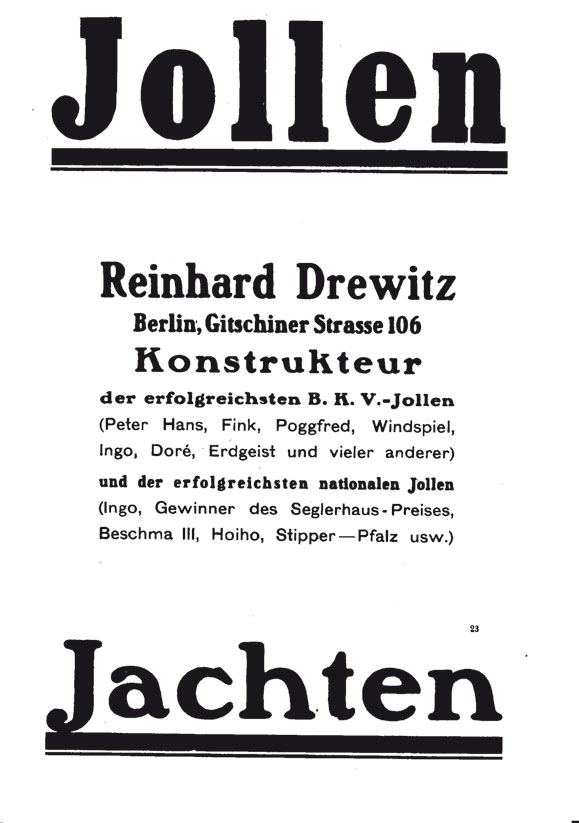 Jollen
Reinhard Drewitz
Berlin, Gitschiner Strasse 106
Konstrukteur
der erfolgreichsten B. K. V.-Jollen
(Peter Hans, Fink, Poggfred, Windspiel,
Ingo, Doré, Erdgeist und vieler anderer)
und der erfolgreichsten nationalen Jollen
(Ingo, Gewinner des Seglerhaus-Preises,
Beschma III, Hoiho, Stipper—Pfalz usw.)
23
Jachten